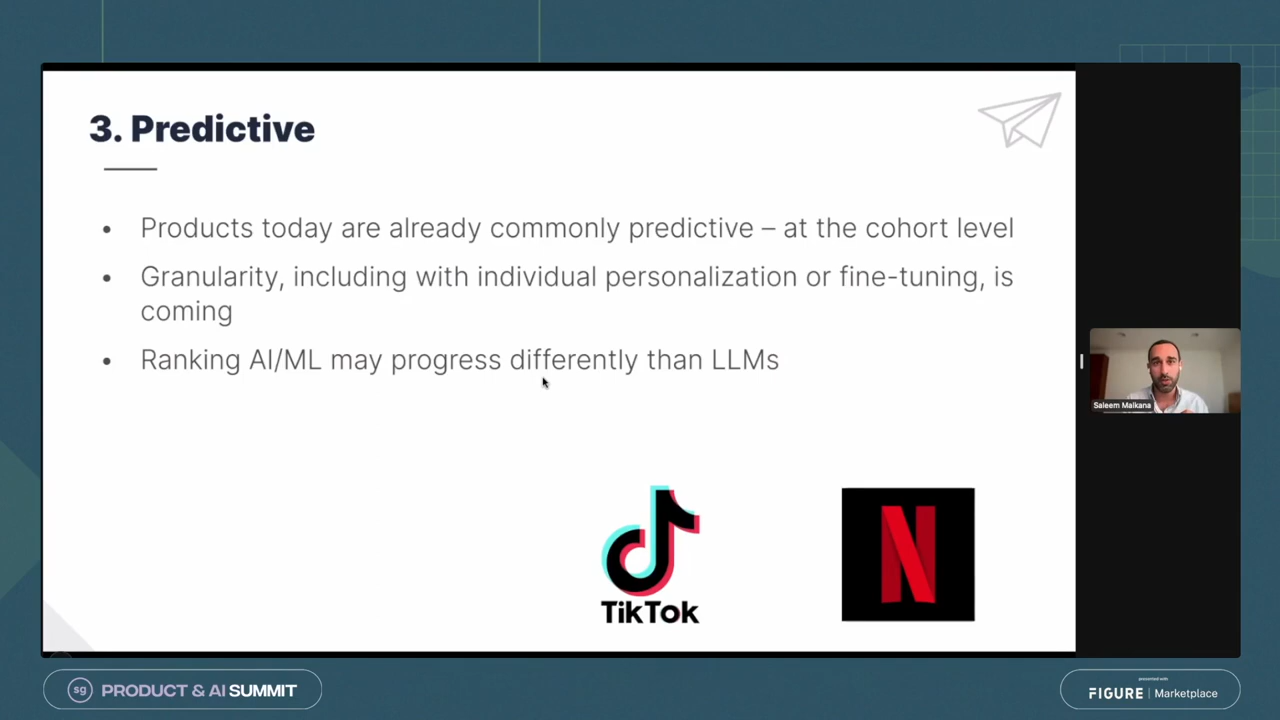 3. Predictive
• Products today are already commonly predictive – at the cohort level
• Granularity, including with individual personalization or fine-tuning, is
coming
• Ranking AI/ML may progress differently than LLMs
TikTok
N
Saleem Malkana
sg PRODUCT & AI SUMMIT
presented with
FIGURE | Marketplace